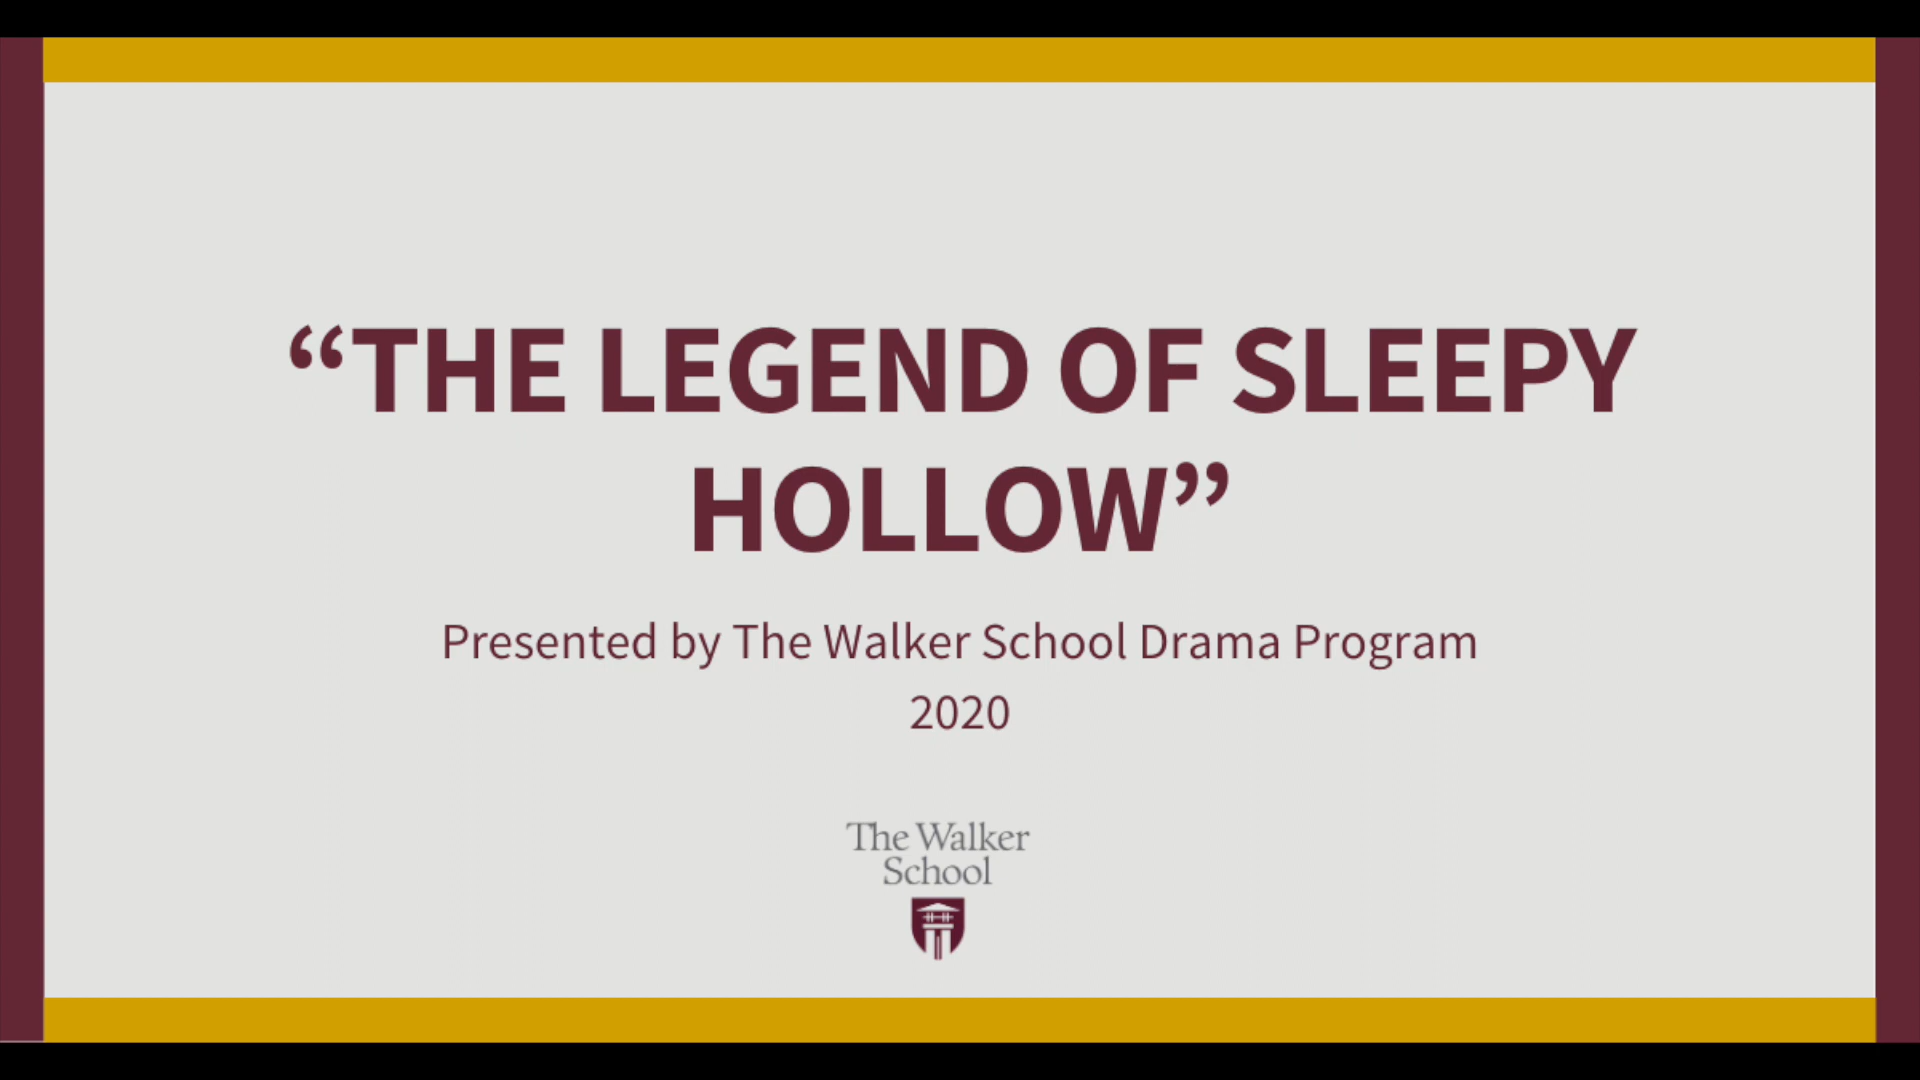 “THE LEGEND OF SLEEPY
HOLLOW”
Presented by The Walker School Drama Program
2020
The Walker
School